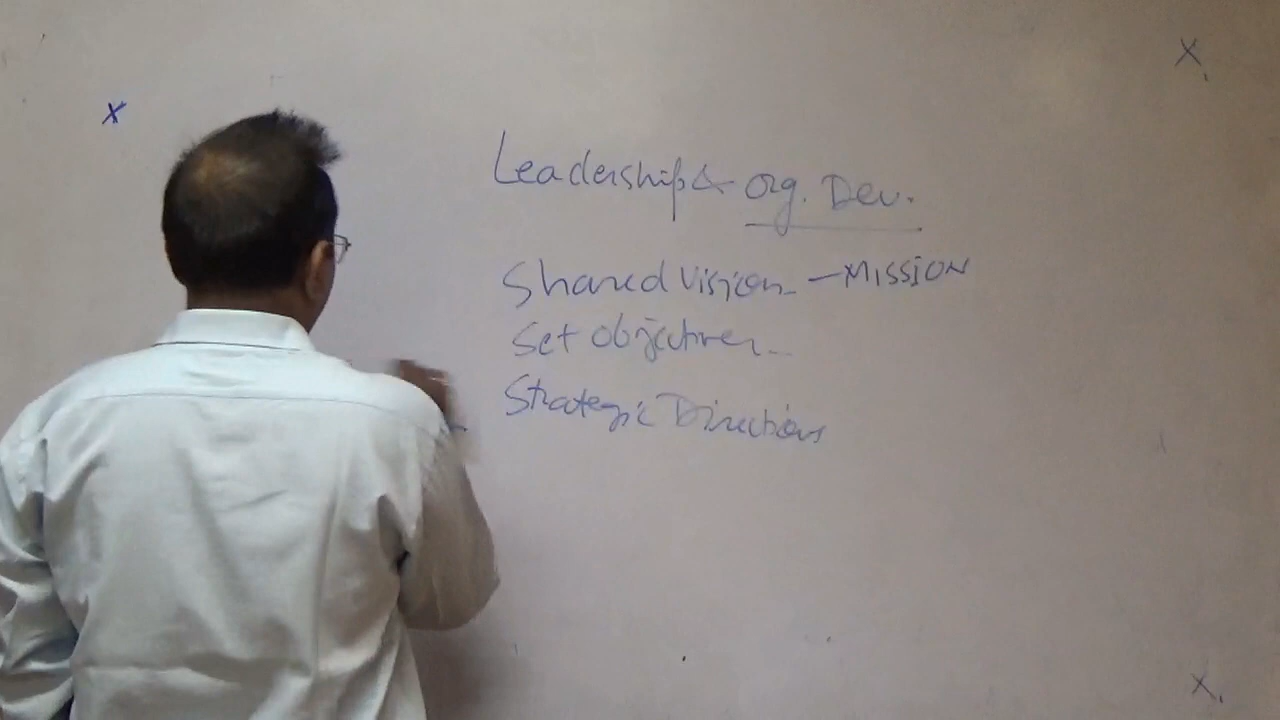 Leadership & Org. Dev.
Shared Vision - MISSION
Set Objectives..
Strategic Directions
X
X
X